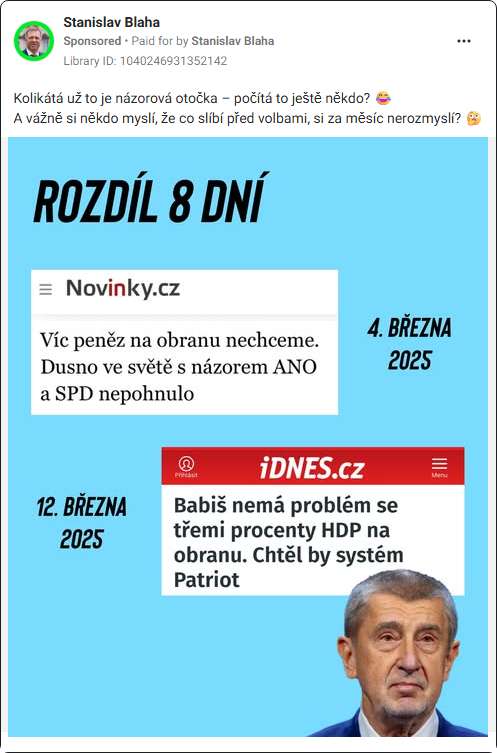 Stanislav Blaha
Sponsored • Paid for by Stanislav Blaha
Library ID: 1040246931352142
Kolikátá už to je názorová otočka – počítá to ještě někdo? 😂
A vážně si někdo myslí, že co slíbí před volbami, si za měsíc nerozmyslí? 🫣
ROZDÍL 8 DNÍ
Novinky.cz
Víc peněz na obranu nechceme.
Dusno ve světě s názorem ANO
a SPD nepohnulo
4. BŘEZNA
2025
Přihlásit
iDNES.cz
Menu
12. BŘEZNA
2025
Babiš nemá problém se
třemi procenty HDP na
obranu. Chtěl by systém
Patriot